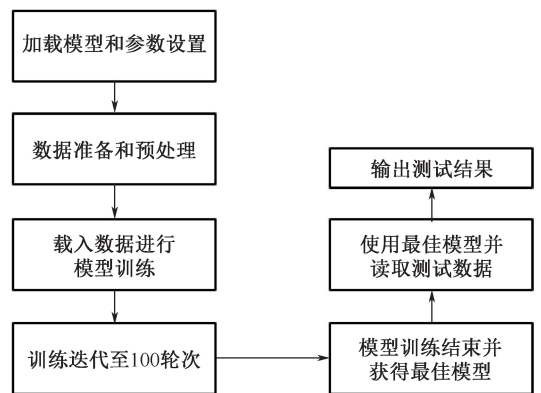 加载模型和参数设置
数据准备和预处理
载入数据进行
模型训练
训练迭代至100轮次
模型训练结束并
获得最佳模型
使用最佳模型并
读取测试数据
输出测试结果